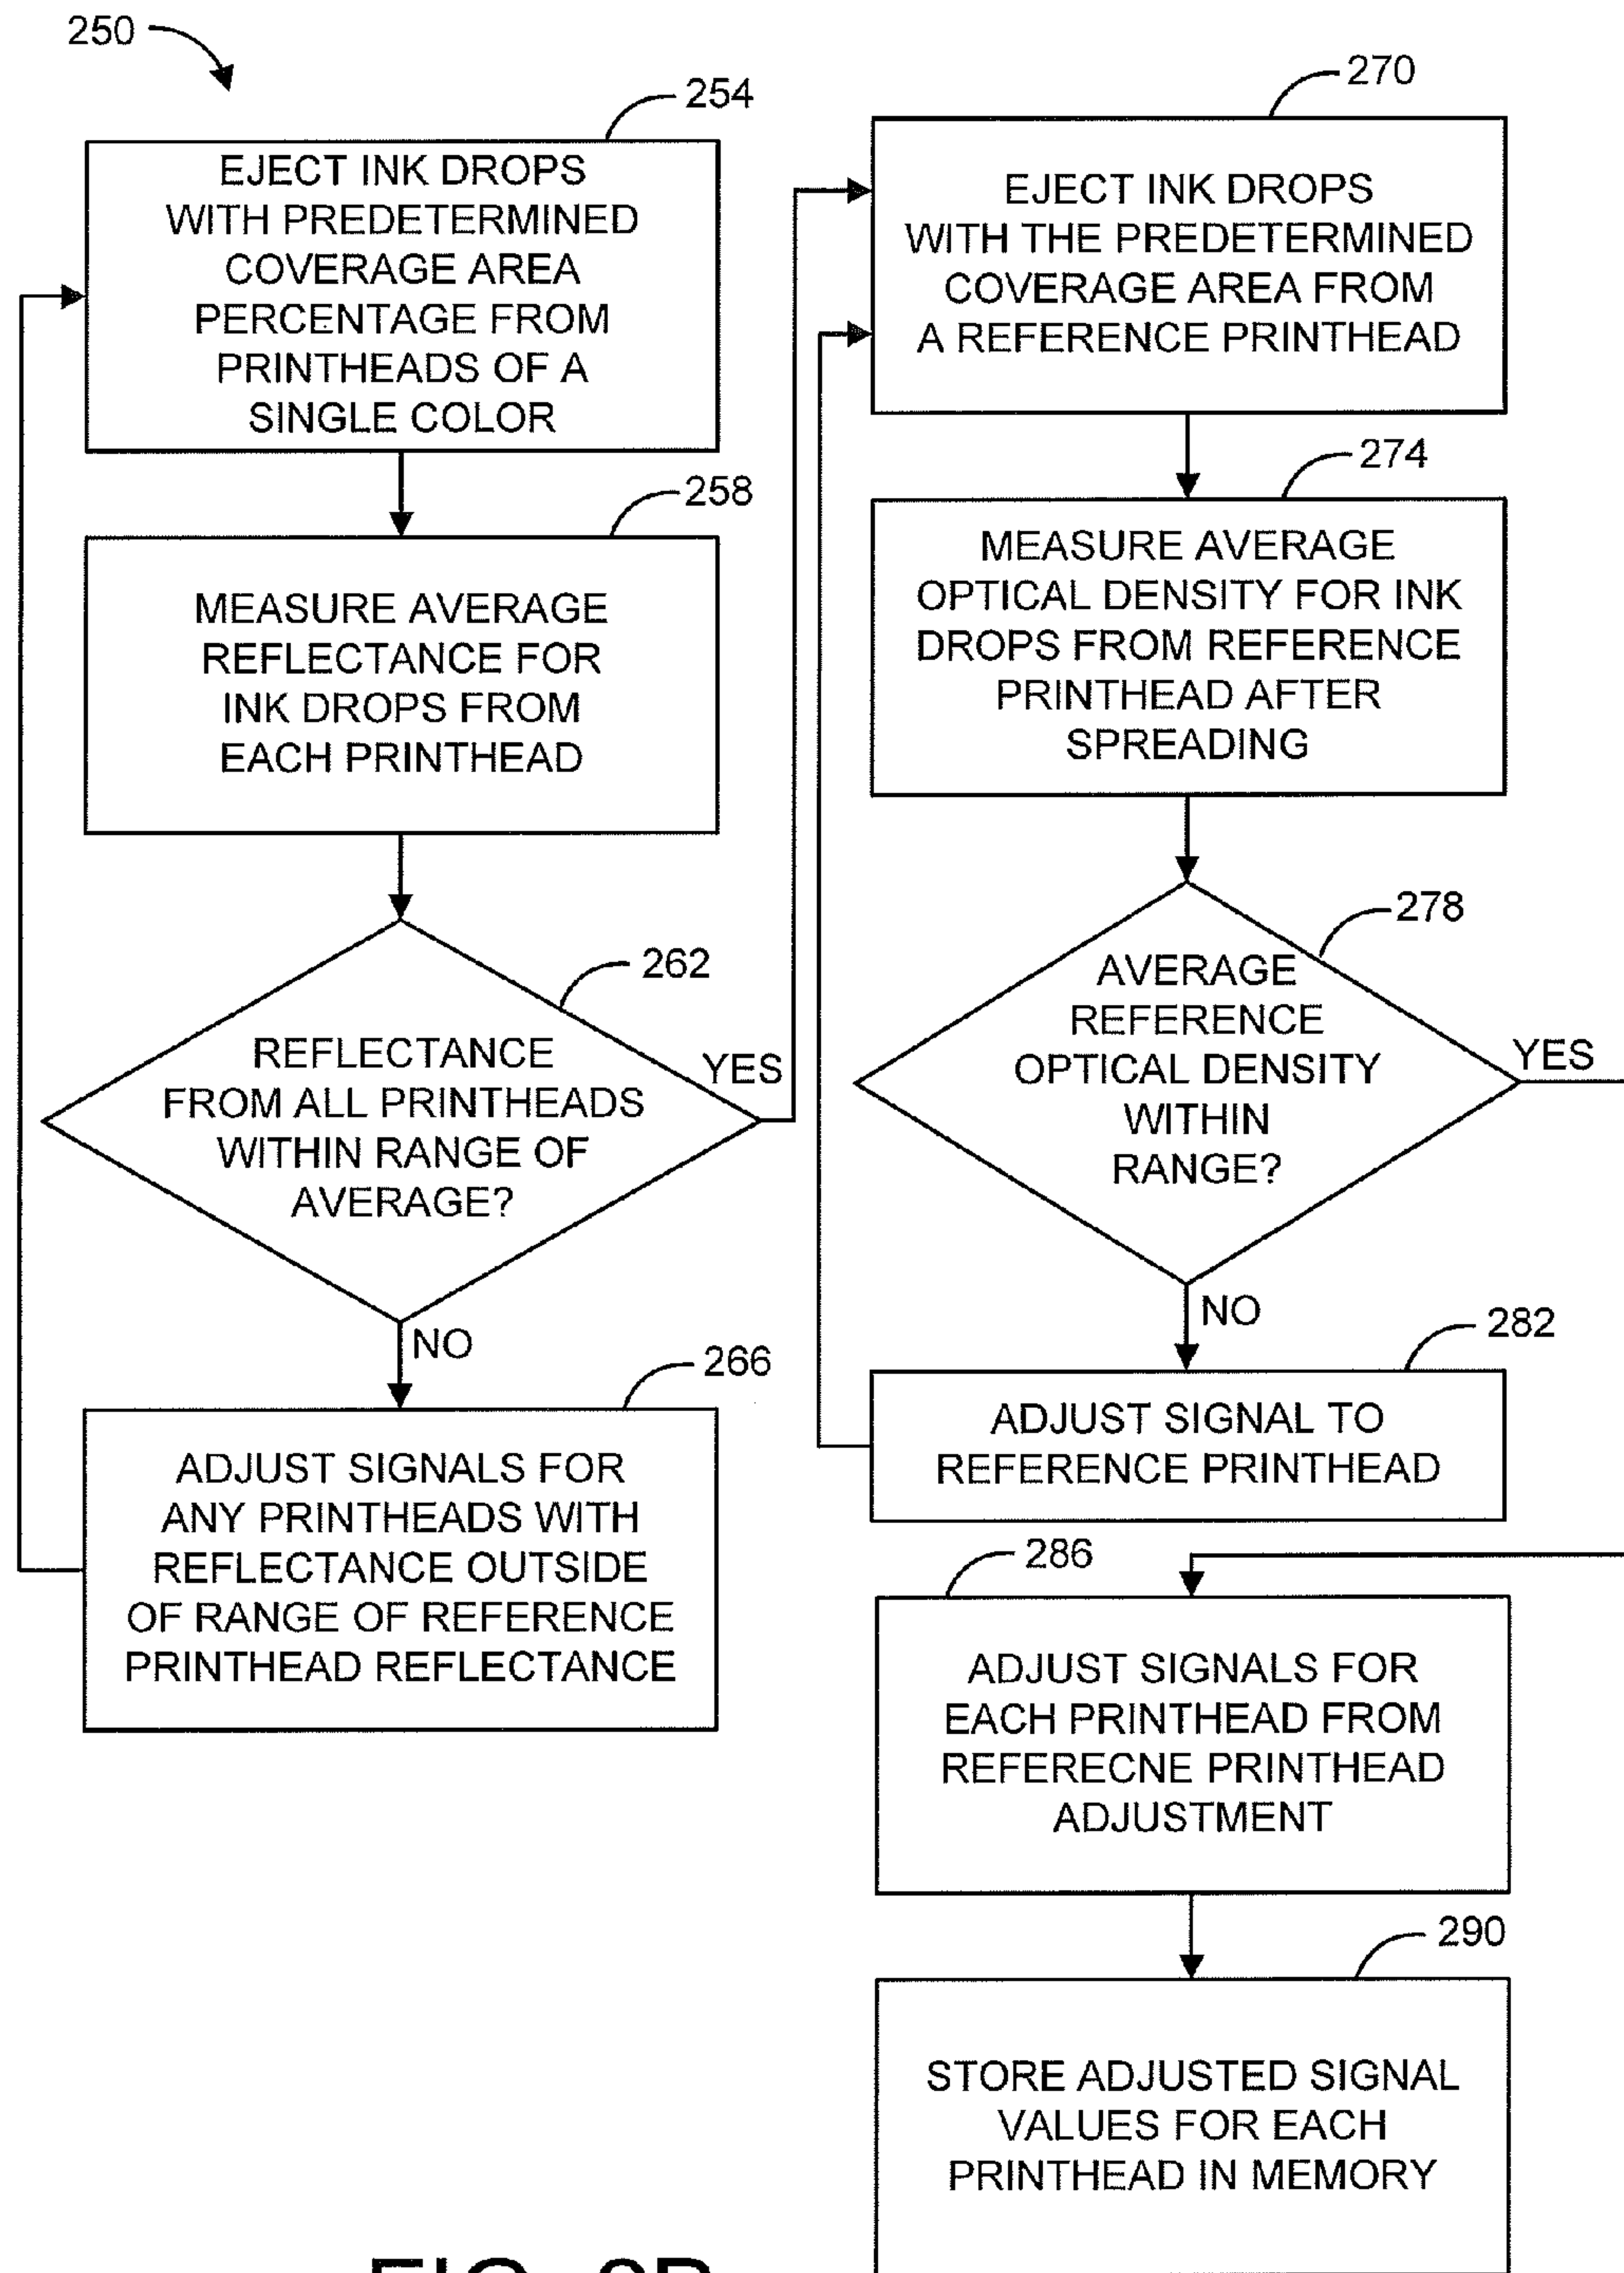 250
254
EJECT INK DROPS
WITH PREDETERMINED
COVERAGE AREA
PERCENTAGE FROM
PRINTHEADS OF A
SINGLE COLOR
258
MEASURE AVERAGE
REFLECTANCE FOR
INK DROPS FROM
EACH PRINTHEAD
262
REFLECTANCE
FROM ALL PRINTHEADS
WITHIN RANGE OF
AVERAGE?
YES
NO
266
ADJUST SIGNALS FOR
ANY PRINTHEADS WITH
REFLECTANCE OUTSIDE
OF RANGE OF REFERENCE
PRINTHEAD REFLECTANCE
270
EJECT INK DROPS
WITH THE PREDETERMINED
COVERAGE AREA FROM
A REFERENCE PRINTHEAD
274
MEASURE AVERAGE
OPTICAL DENSITY FOR INK
DROPS FROM REFERENCE
PRINTHEAD AFTER
SPREADING
278
AVERAGE
REFERENCE
OPTICAL DENSITY
WITHIN
RANGE?
YES
NO
282
ADJUST SIGNAL TO
REFERENCE PRINTHEAD
286
ADJUST SIGNALS FOR
EACH PRINTHEAD FROM
REFERECNE PRINTHEAD
ADJUSTMENT
290
STORE ADJUSTED SIGNAL
VALUES FOR EACH
PRINTHEAD IN MEMORY